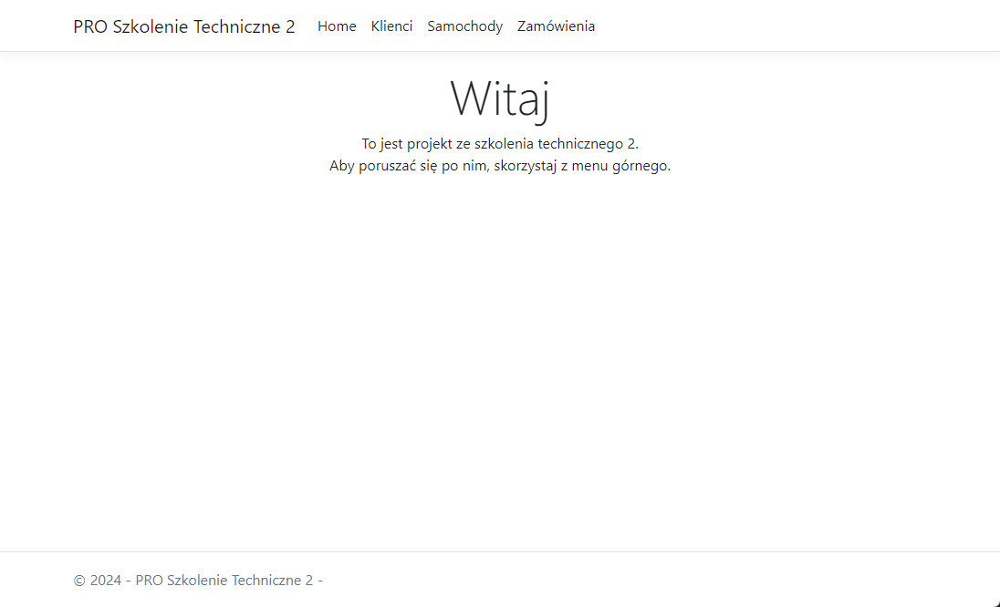 PRO Szkolenie Techniczne 2 Home Klienci Samochody Zamówienia
Witaj
To jest projekt ze szkolenia technicznego 2.
Aby poruszać się po nim, skorzystaj z menu górnego.
© 2024 - PRO Szkolenie Techniczne 2 -